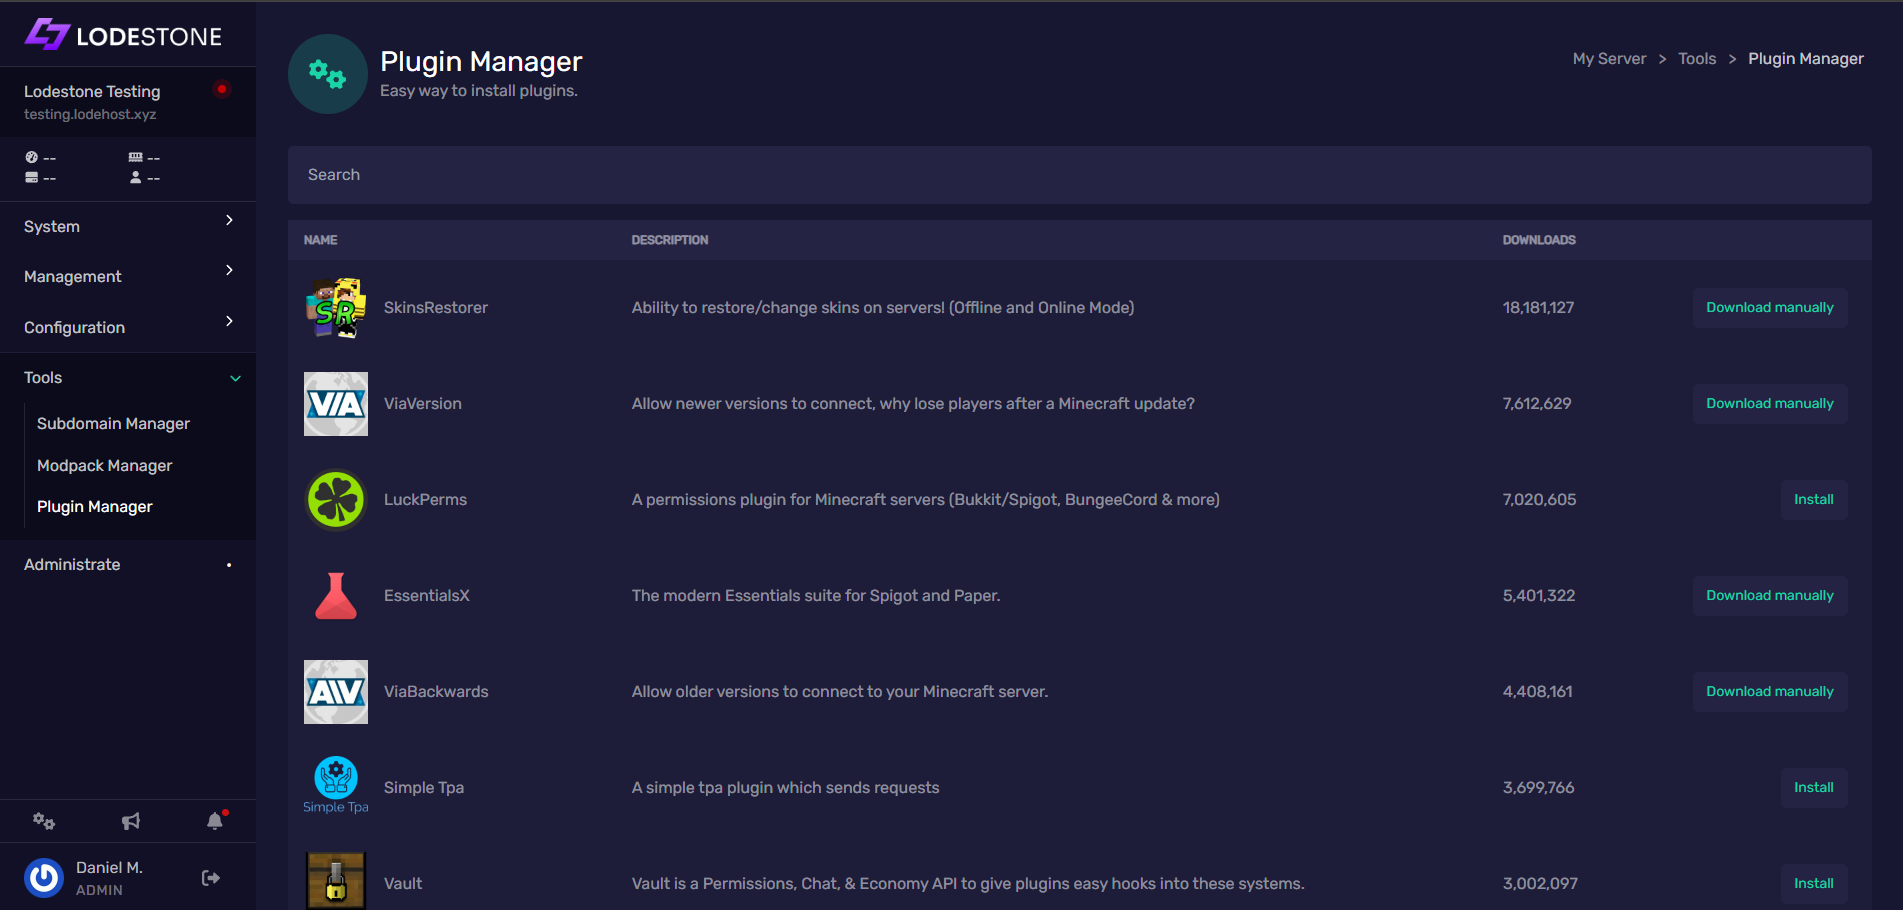 LODESTONE
Lodestone Testing
testing.lodehost.xyz
-- --
-- --
System
Management
Configuration
Tools
Subdomain Manager
Modpack Manager
Plugin Manager
Administrate
Daniel M.
ADMIN
Plugin Manager
Easy way to install plugins.
My Server > Tools > Plugin Manager
Search
NAME DESCRIPTION DOWNLOADS
SR
SkinsRestorer Ability to restore/change skins on servers! (Offline and Online Mode) 18,181,127 Download manually
VIA
ViaVersion Allow newer versions to connect, why lose players after a Minecraft update? 7,612,629 Download manually
LuckPerms A permissions plugin for Minecraft servers (Bukkit/Spigot, BungeeCord & more) 7,020,605 Install
EssentialsX The modern Essentials suite for Spigot and Paper. 5,401,322 Download manually
AIV
ViaBackwards Allow older versions to connect to your Minecraft server. 4,408,161 Download manually
Simple Tpa
Simple Tpa A simple tpa plugin which sends requests 3,699,766 Install
Vault Vault is a Permissions, Chat, & Economy API to give plugins easy hooks into these systems. 3,002,097 Install